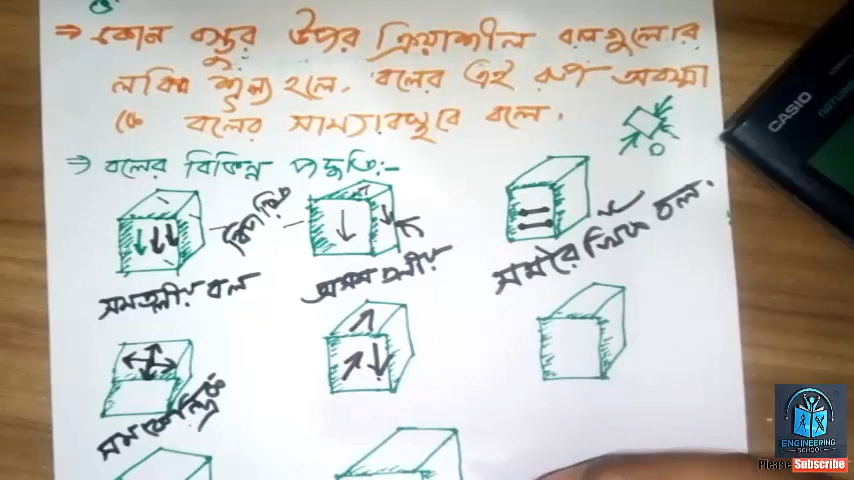 ⇒ কোন বস্তুর উপর ক্রিয়াশীল বলগুলোর
লব্ধি শূন্য হলে, বলের এই রূপ অবস্থা
কে বলের সাম্যাবস্থা বলে।
⇒ বলের বিভিন্ন পদ্ধতি:-
সমতলীয় বল
অসমতলীয়
সমরৈখিক বল.
সমকেন্দ্রিক
CASIO
ENGINEERING
SCHOOL
Please Subscribe